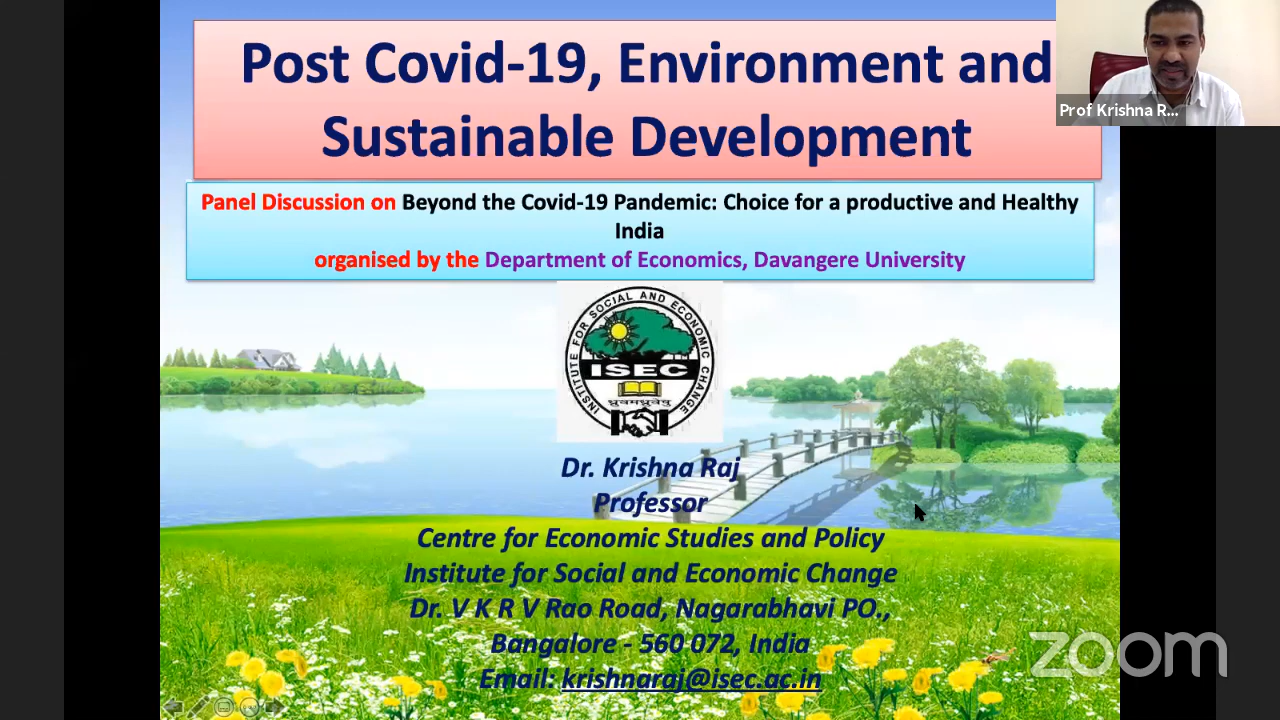 Post Covid-19, Environment and
Sustainable Development
Prof Krishna R...
Panel Discussion on Beyond the Covid-19 Pandemic: Choice for a productive and Healthy
India
organised by the Department of Economics, Davangere University
INSTITUTE FOR SOCIAL AND ECONOMIC CHANGE
ISEC
ध्रुवमध्रुवेषु
Dr. Krishna Raj
Professor
Centre for Economic Studies and Policy
Institute for Social and Economic Change
Dr. V K R V Rao Road, Nagarabhavi PO.,
Bangalore - 560 072, India
Email: krishnaraj@isec.ac.in
zoom